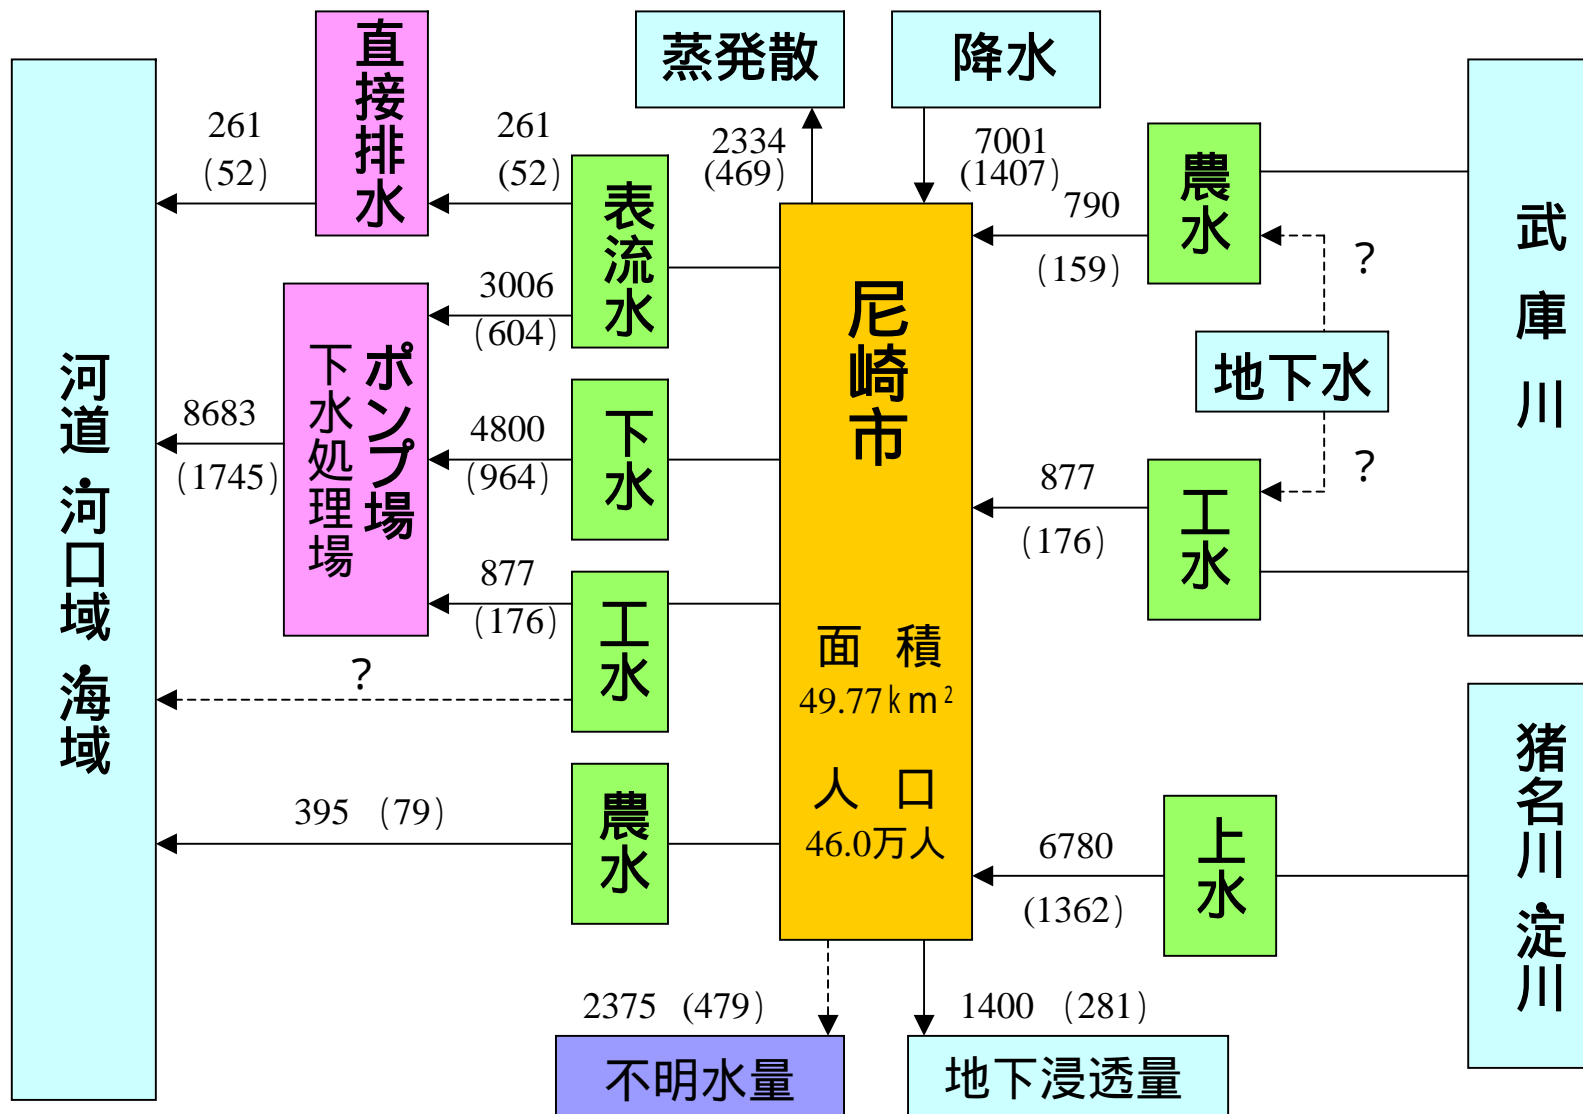 直接排水
蒸発散
降水
261
(52)
261
(52)
2334
(469)
7001
(1407)
農水
790
(159)
表流水
武庫川
?
3006
(604)
尼崎市
地下水
河道・河口域・海域
ポンプ場
下水処理場
8683
(1745)
4800
(964)
下水
877
(176)
工水
?
877
(176)
工水
?
面積
49.77km²
人口
46.0万人
395 (79)
農水
6780
(1362)
上水
猪名川・淀川
2375 (479)
1400 (281)
不明水量
地下浸透量